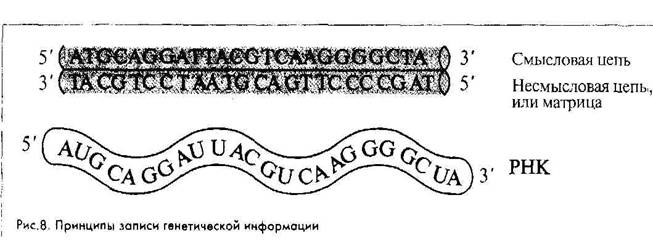 5′ ATGCAGGATTACGTCAAGGGGCTA 3′ Смысловая цепь
3′ TACGTCCTAATGCAGTTCCCCGAT 5′ Несмысловая цепь,
или матрица
5′ AUGCAGGAUUACGUCAAGGGGCUA 3′ РНК
Рис.8. Принципы записи генетической информации